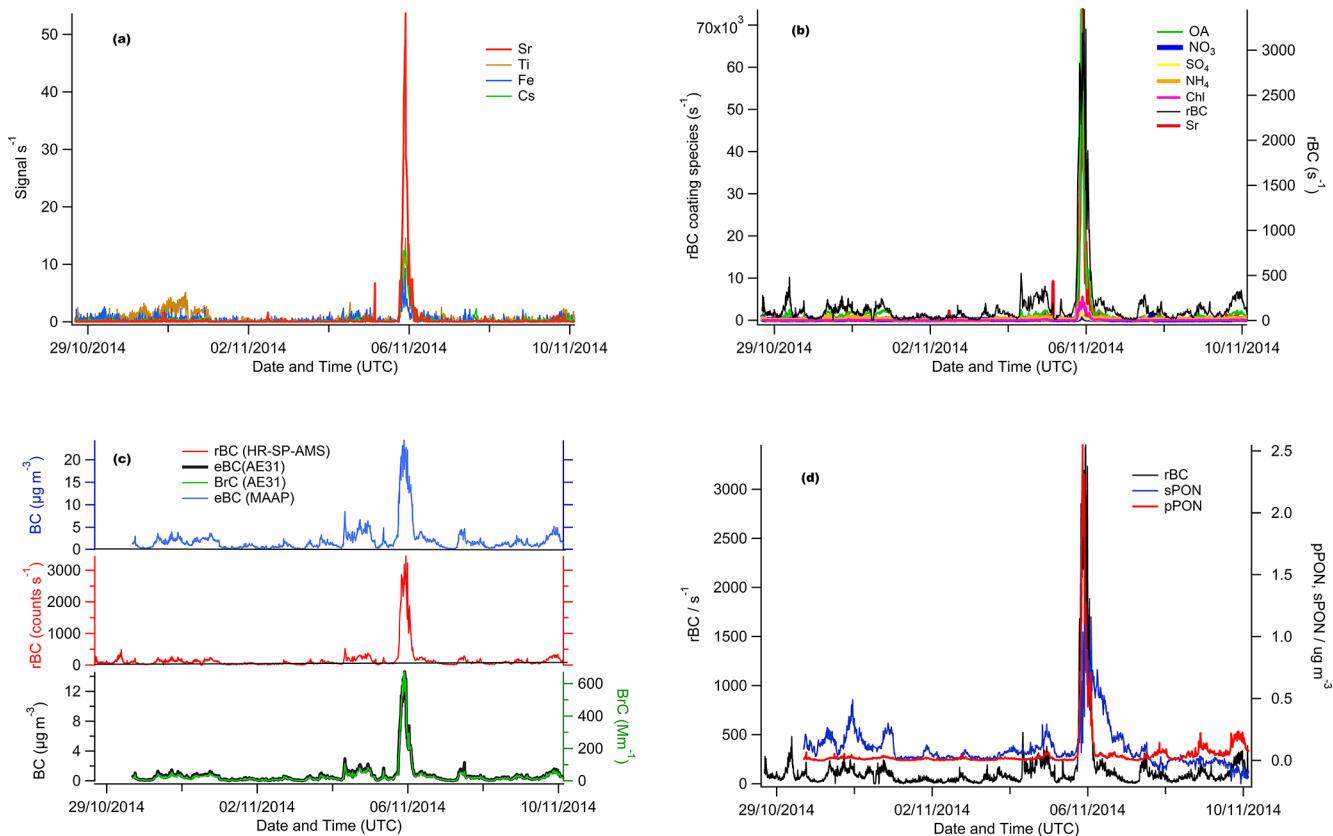 (a)
Sr
Ti
Fe
Cs
Signal s⁻¹
50
40
30
20
10
0
29/10/2014
02/11/2014
06/11/2014
10/11/2014
Date and Time (UTC)
(b)
OA
NO₃
SO₄
NH₄
Chl
rBC
Sr
rBC coating species (s⁻¹)
70x10³
60
50
40
30
20
10
0
rBC (s⁻¹)
3000
2500
2000
1500
1000
500
0
29/10/2014
02/11/2014
06/11/2014
10/11/2014
Date and Time (UTC)
(c)
rBC (HR-SP-AMS)
eBC(AE31)
BrC (AE31)
eBC (MAAP)
BC (µg m⁻³)
20
15
10
5
0
rBC (counts s⁻¹)
3000
2000
1000
0
BC (µg m⁻³)
12
8
4
0
BrC (Mm⁻¹)
600
400
200
0
29/10/2014
02/11/2014
06/11/2014
10/11/2014
Date and Time (UTC)
(d)
rBC
sPON
pPON
rBC / s⁻¹
3000
2500
2000
1500
1000
500
0
pPON, sPON / ug m⁻³
2.5
2.0
1.5
1.0
0.5
0.0
29/10/2014
02/11/2014
06/11/2014
10/11/2014
Date and Time (UTC)